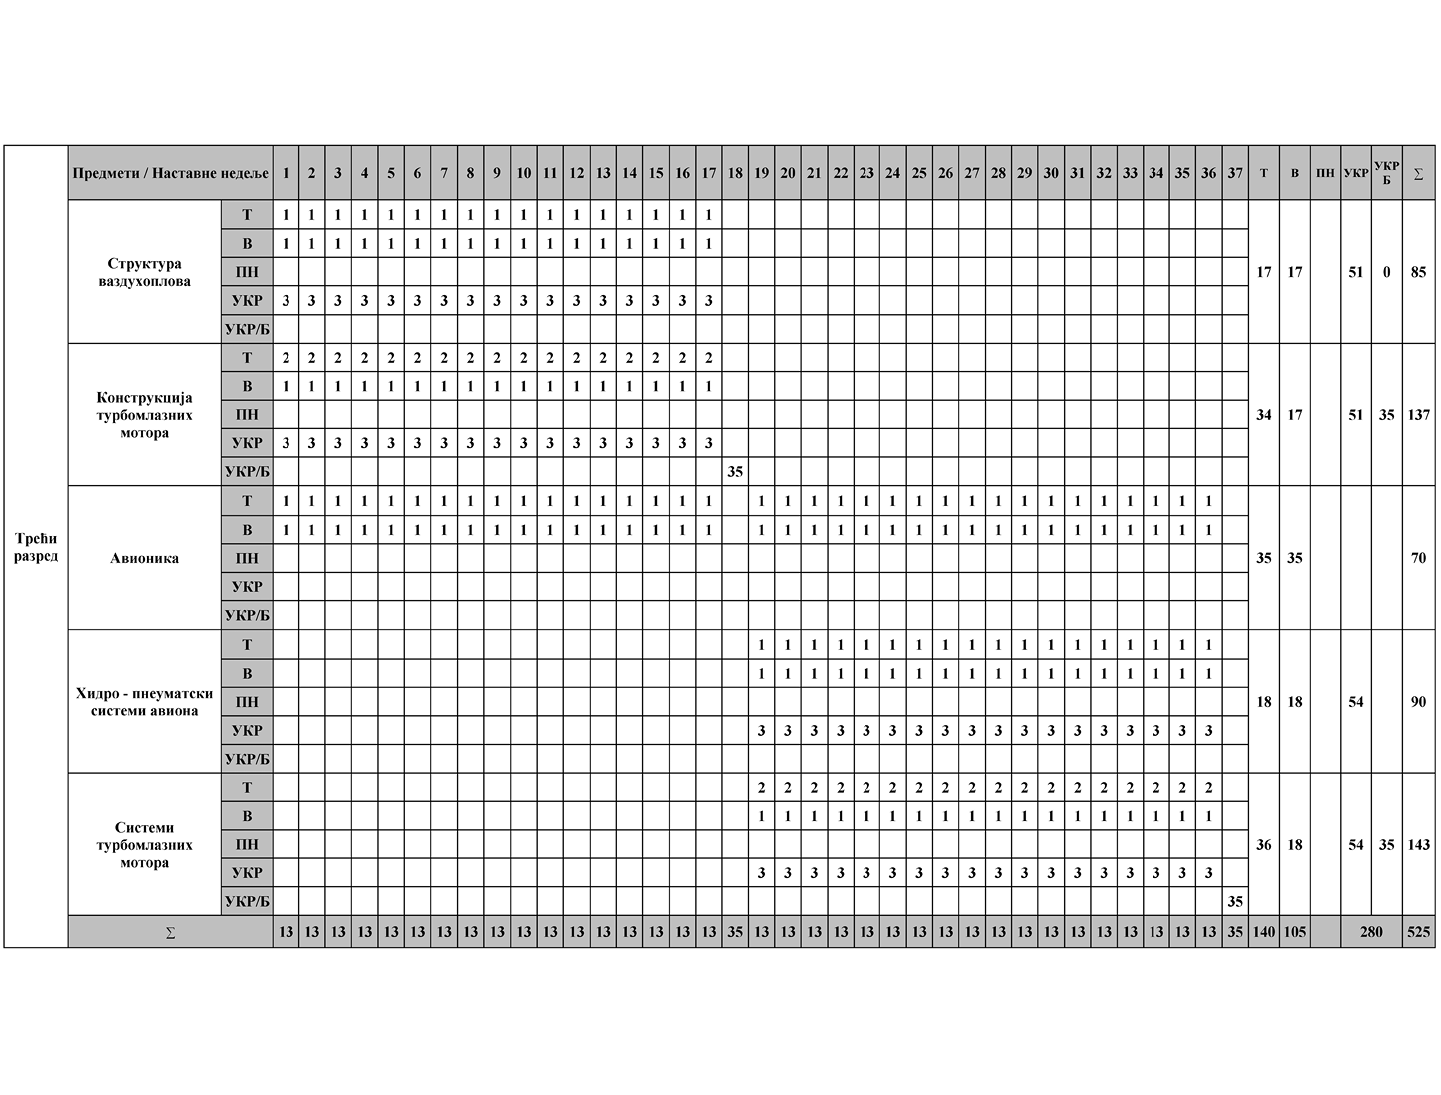 Предмети / Наставне недеље 1 2 3 4 5 6 7 8 9 10 11 12 13 14 15 16 17 18 19 20 21 22 23 24 25 26 27 28 29 30 31 32 33 34 35 36 37 Т В ПН УКР УКР Б ∑
Трећи разред
Структура ваздухоплова
Т 1 1 1 1 1 1 1 1 1 1 1 1 1 1 1 1 1
В 1 1 1 1 1 1 1 1 1 1 1 1 1 1 1 1 1
ПН
УКР 3 3 3 3 3 3 3 3 3 3 3 3 3 3 3 3 3
УКР/Б
17 17 51 0 85
Конструкција турбомлазних мотора
Т 2 2 2 2 2 2 2 2 2 2 2 2 2 2 2 2 2
В 1 1 1 1 1 1 1 1 1 1 1 1 1 1 1 1 1
ПН
УКР 3 3 3 3 3 3 3 3 3 3 3 3 3 3 3 3 3
УКР/Б 35
34 17 51 35 137
Авионика
Т 1 1 1 1 1 1 1 1 1 1 1 1 1 1 1 1 1 1 1 1 1 1 1 1 1 1 1 1 1 1 1 1 1 1 1
В 1 1 1 1 1 1 1 1 1 1 1 1 1 1 1 1 1 1 1 1 1 1 1 1 1 1 1 1 1 1 1 1 1 1 1
ПН
УКР
УКР/Б
35 35 70
Хидро - пнеуматски системи авиона
Т 1 1 1 1 1 1 1 1 1 1 1 1 1 1 1 1 1 1
В 1 1 1 1 1 1 1 1 1 1 1 1 1 1 1 1 1 1
ПН
УКР 3 3 3 3 3 3 3 3 3 3 3 3 3 3 3 3 3 3
УКР/Б
18 18 54 90
Системи турбомлазних мотора
Т 2 2 2 2 2 2 2 2 2 2 2 2 2 2 2 2 2 2
В 1 1 1 1 1 1 1 1 1 1 1 1 1 1 1 1 1 1
ПН
УКР 3 3 3 3 3 3 3 3 3 3 3 3 3 3 3 3 3 3
УКР/Б 35
36 18 54 35 143
∑ 13 13 13 13 13 13 13 13 13 13 13 13 13 13 13 13 13 35 13 13 13 13 13 13 13 13 13 13 13 13 13 13 13 13 13 13 35 140 105 280 525